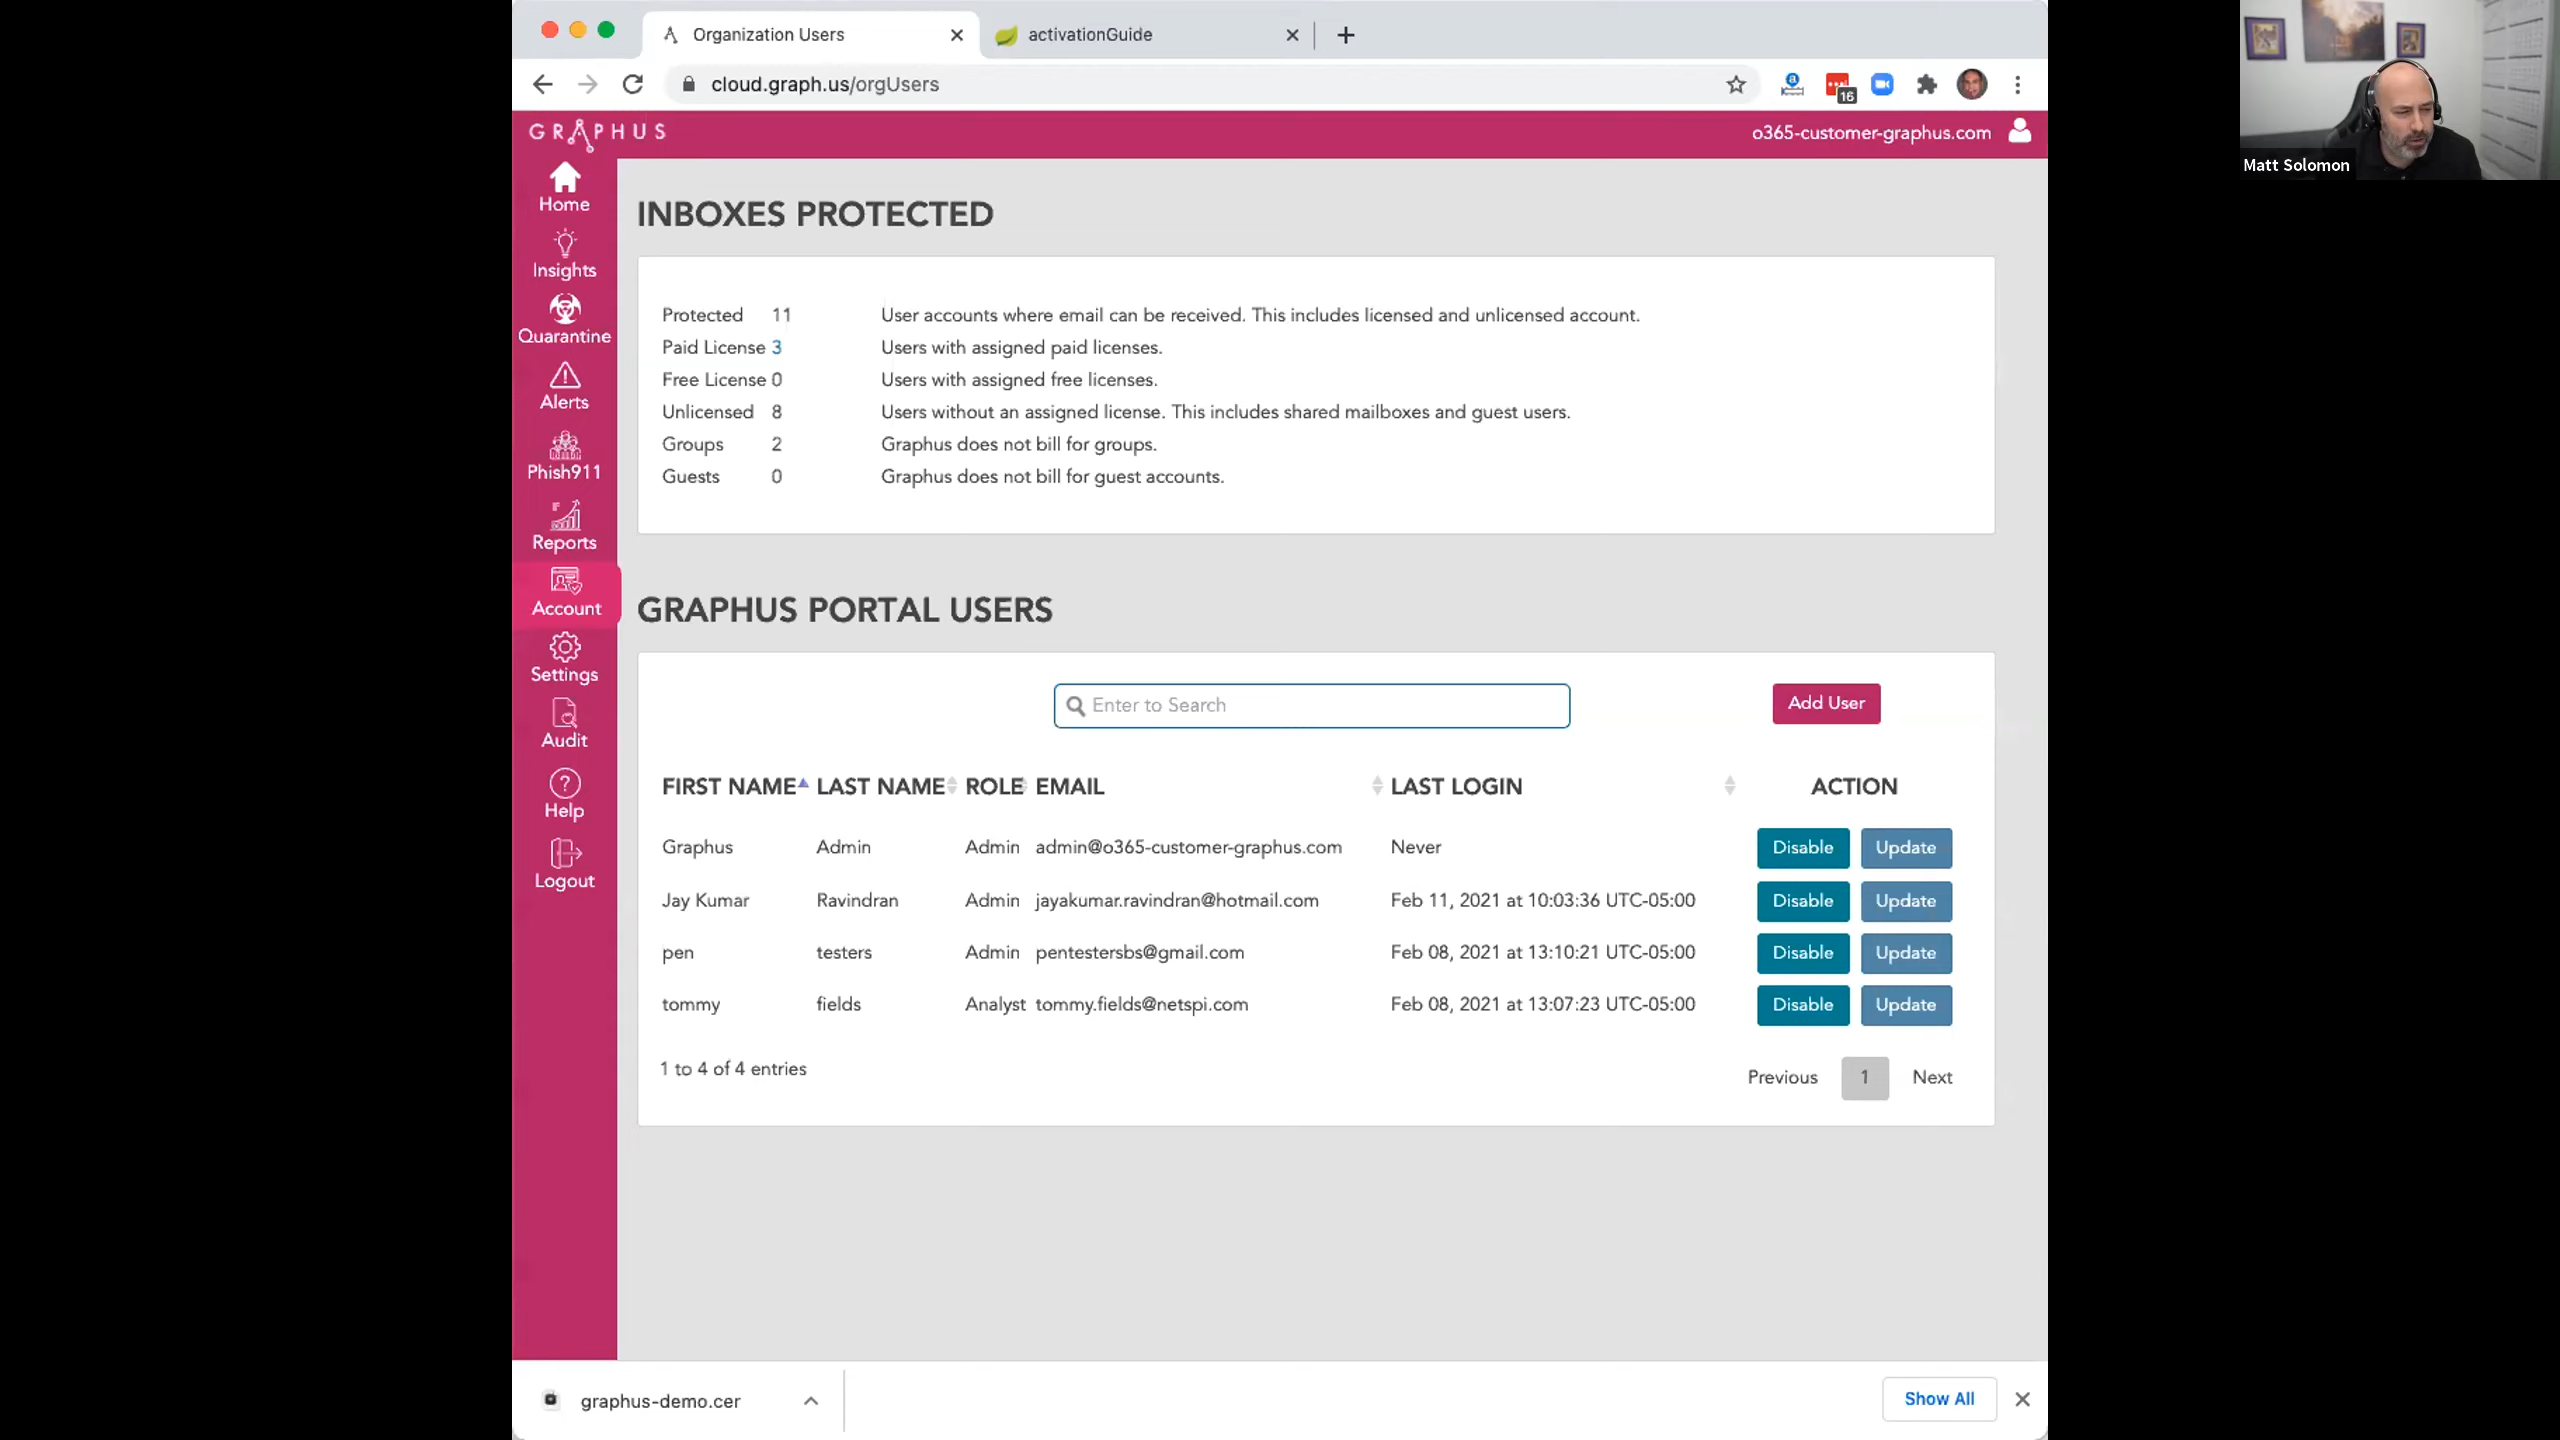 Organization Users
activationGuide
cloud.graph.us/orgUsers
16
GRAPHUS
o365-customer-graphus.com
Matt Solomon
Home
Insights
Quarantine
Alerts
Phish911
Reports
Account
Settings
Audit
Help
Logout
INBOXES PROTECTED
Protected 11 User accounts where email can be received. This includes licensed and unlicensed account.
Paid License 3 Users with assigned paid licenses.
Free License 0 Users with assigned free licenses.
Unlicensed 8 Users without an assigned license. This includes shared mailboxes and guest users.
Groups 2 Graphus does not bill for groups.
Guests 0 Graphus does not bill for guest accounts.
GRAPHUS PORTAL USERS
Enter to Search
Add User
FIRST NAME LAST NAME ROLE EMAIL LAST LOGIN ACTION
Graphus Admin Admin admin@o365-customer-graphus.com Never Disable Update
Jay Kumar Ravindran Admin jayakumar.ravindran@hotmail.com Feb 11, 2021 at 10:03:36 UTC-05:00 Disable Update
pen testers Admin pentestersbs@gmail.com Feb 08, 2021 at 13:10:21 UTC-05:00 Disable Update
tommy fields Analyst tommy.fields@netspi.com Feb 08, 2021 at 13:07:23 UTC-05:00 Disable Update
1 to 4 of 4 entries
Previous 1 Next
graphus-demo.cer
Show All